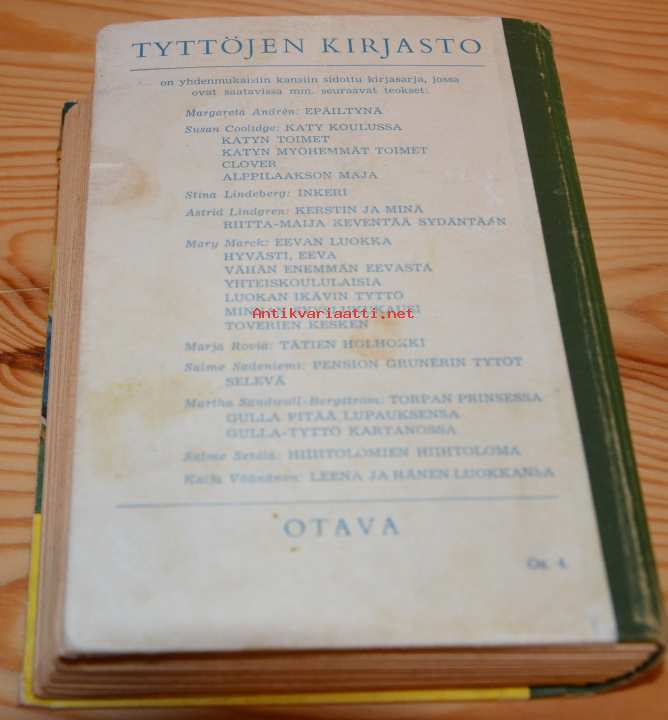 TYTTÖJEN KIRJASTO
on yhdenmukaisiin kansiin sidottu kirjasarja, jossa
ovat saatavissa mm. seuraavat teokset:
Margareta Andrén: EPÄILTYNÄ
Susan Coolidge: KATY KOULUSSA
KATYN TOIMET
KATYN MYÖHEMMÄT TOIMET
CLOVER
ALPPILAAKSON MAJA
Stina Lindeberg: INKERI
Astrid Lindgren: KERSTIN JA MINÄ
RIITTA-MAIJA KEVENTÄÄ SYDÄNTÄÄN
Mary Marck: EEVAN LUOKKA
HYVÄSTI, EEVA
VÄHÄN ENEMMÄN EEVASTA
YHTEISKOULULAISIA
LUOKAN IKÄVIN TYTTÖ
Antikvariaatti.net
TOVERIEN KESKEN
Marja Rovia: TÄTIEN HOLHOKKI
Salme Sadeniemi: PENSION GRUNERIN TYTÖT
SELEVÄ
Martha Sandwall-Bergström: TORPAN PRINSESSA
GULLA PITÄÄ LUPAUKSENSA
GULLA-TYTTÖ KARTANOSSA
Salme Setälä: HIIHTOLOMIEN HIIHTOLOMA
Kaija Väänänen: LEENA JA HÄNEN LUOKKANSA
OTAVA
4.